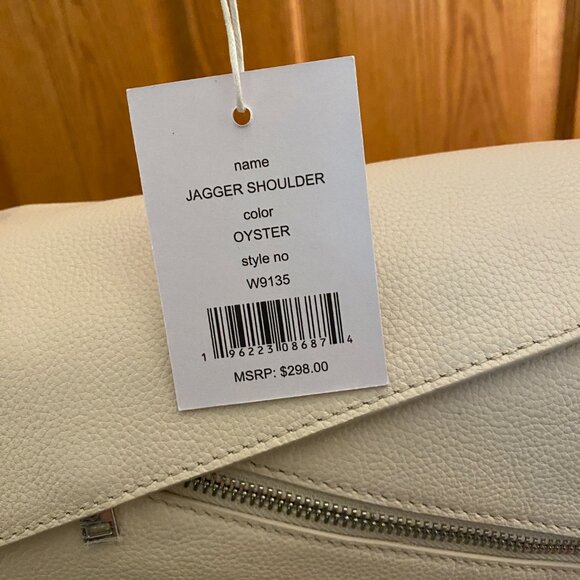 name
JAGGER SHOULDER
color
OYSTER
style no
W9135
1 96223 08687 4
MSRP: $298.00